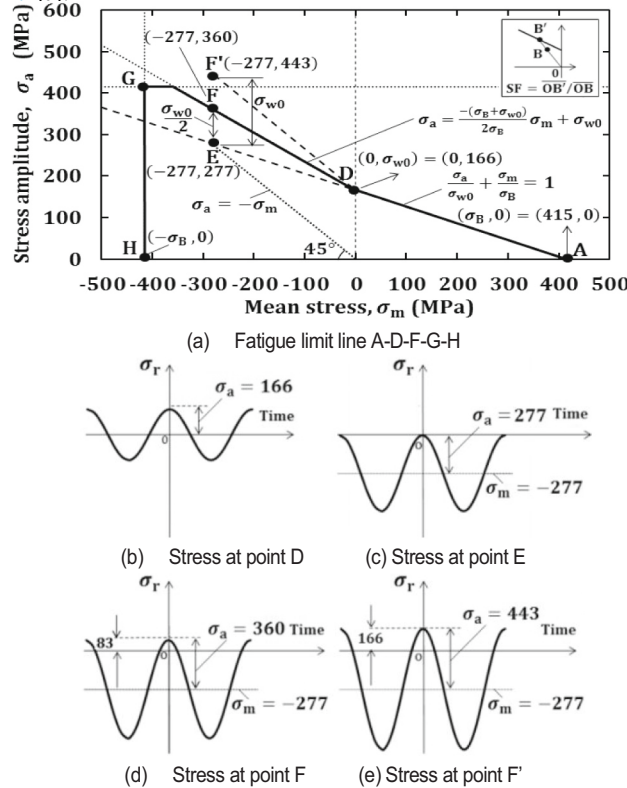 600
500
400
300
200
100
0
Stress amplitude, σa (MPa)
(−277, 360)
F' (−277, 443)
G
F
σw0
σw0/2
E
(−277, 277)
σa = −σm
H
(−σB, 0)
45°
D
(0, σw0) = (0, 166)
σa = −(σB+σw0)/2σB σm + σw0
σa/σw0 + σm/σB = 1
(σB, 0) = (415, 0)
A
B'
B
SF = OB'/OB
-500 -400 -300 -200 -100 0 100 200 300 400 500
Mean stress, σm (MPa)
(a) Fatigue limit line A-D-F-G-H
σr
σa = 166
Time
0
(b) Stress at point D
σr
σa = 277 Time
0
σm = −277
(c) Stress at point E
σr
σa = 360 Time
83
0
σm = −277
(d) Stress at point F
σr
σa = 443
Time
166
0
σm = −277
(e) Stress at point F'